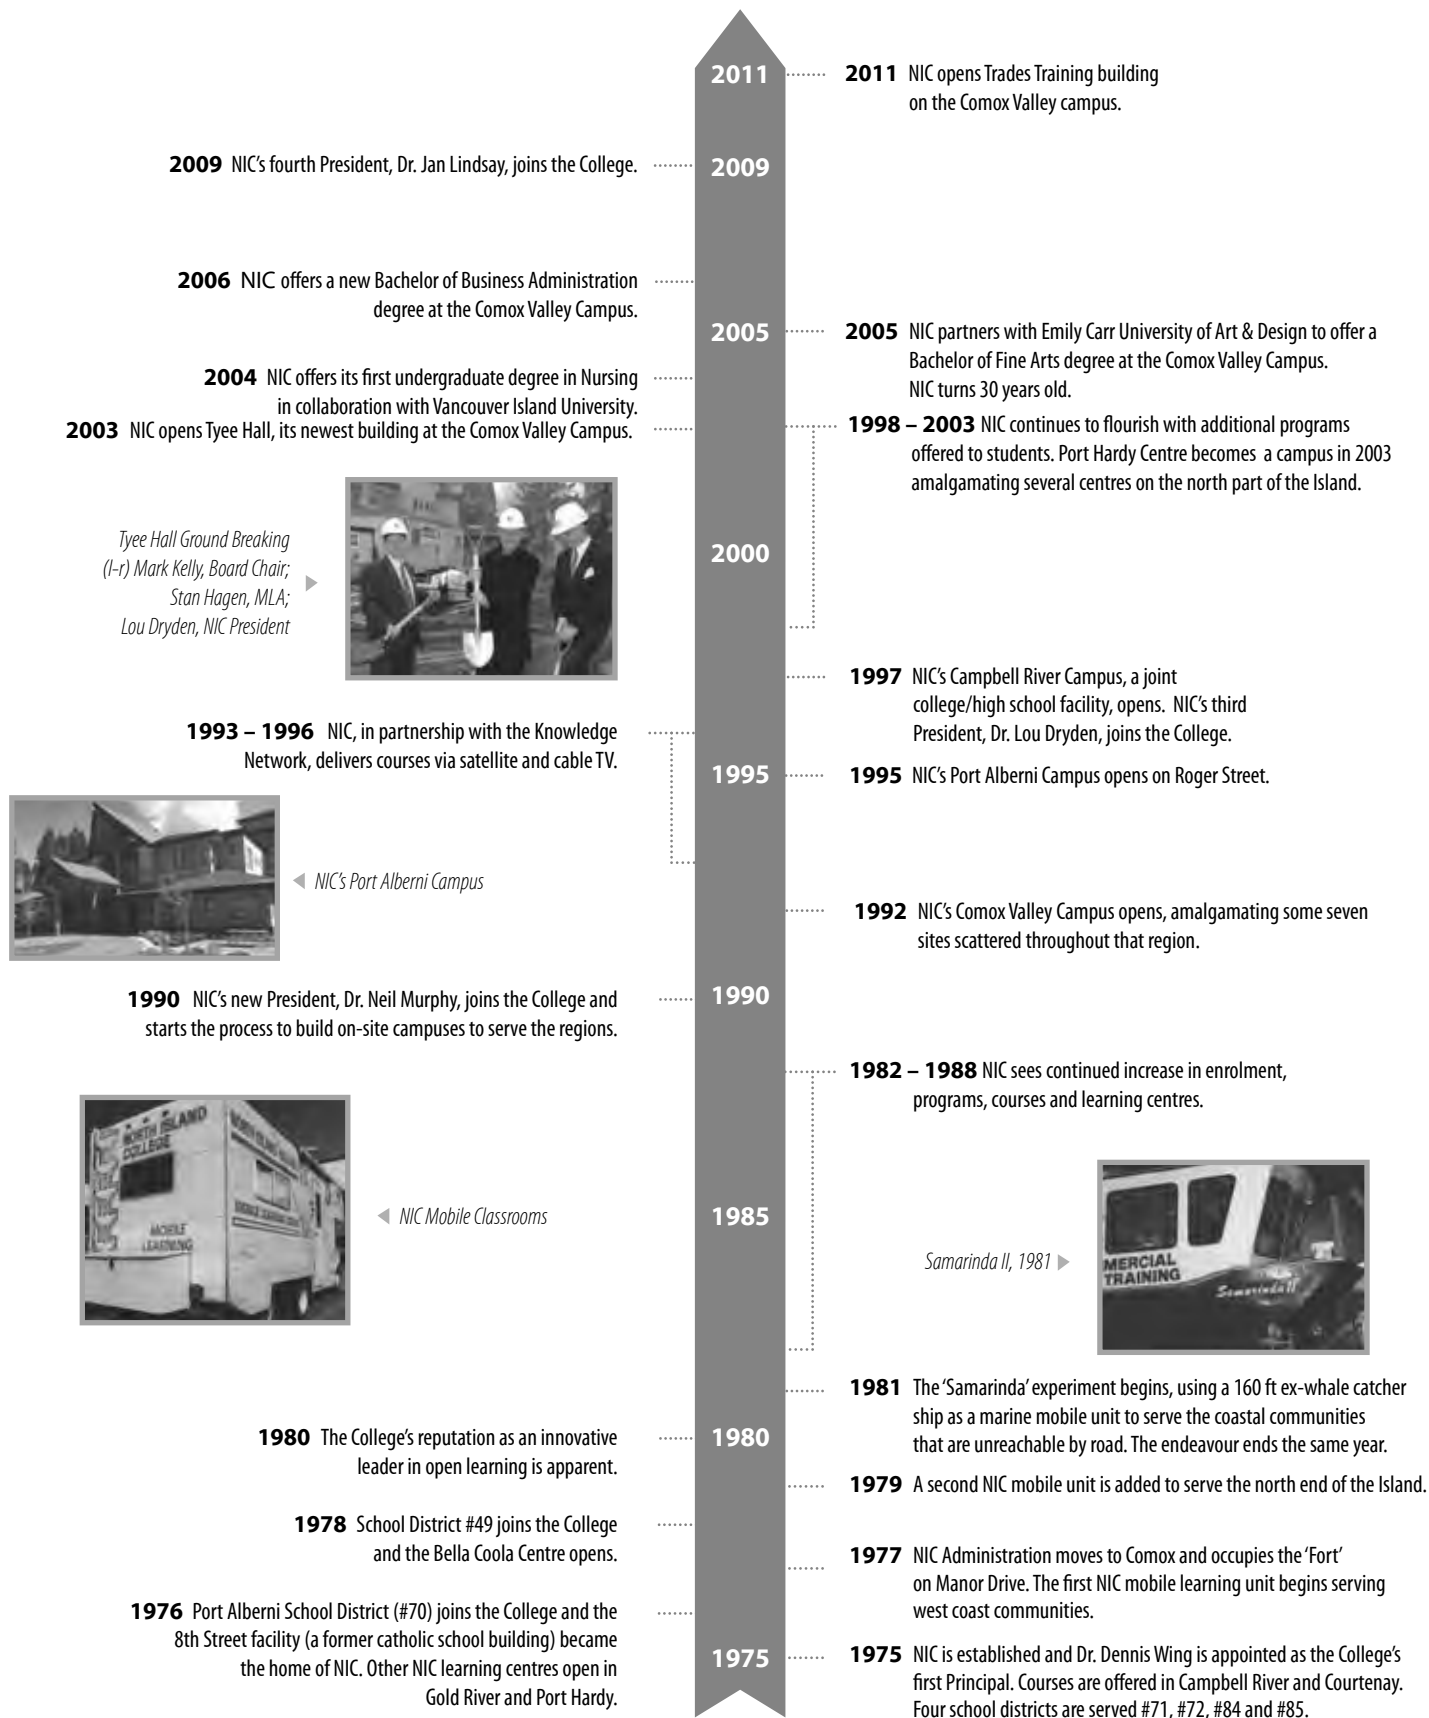 2011
2011 NIC opens Trades Training building
on the Comox Valley campus.
2009 NIC's fourth President, Dr. Jan Lindsay, joins the College.
2009
2006 NIC offers a new Bachelor of Business Administration
degree at the Comox Valley Campus.
2005
2005 NIC partners with Emily Carr University of Art & Design to offer a
Bachelor of Fine Arts degree at the Comox Valley Campus.
NIC turns 30 years old.
2004 NIC offers its first undergraduate degree in Nursing
in collaboration with Vancouver Island University.
2003 NIC opens Tyee Hall, its newest building at the Comox Valley Campus.
1998 – 2003 NIC continues to flourish with additional programs
offered to students. Port Hardy Centre becomes a campus in 2003
amalgamating several centres on the north part of the Island.
Tyee Hall Ground Breaking
(l-r) Mark Kelly, Board Chair;
Stan Hagen, MLA;
Lou Dryden, NIC President
2000
1997 NIC's Campbell River Campus, a joint
college/high school facility, opens. NIC's third
President, Dr. Lou Dryden, joins the College.
1993 – 1996 NIC, in partnership with the Knowledge
Network, delivers courses via satellite and cable TV.
1995
1995 NIC's Port Alberni Campus opens on Roger Street.
NIC's Port Alberni Campus
1992 NIC's Comox Valley Campus opens, amalgamating some seven
sites scattered throughout that region.
1990 NIC's new President, Dr. Neil Murphy, joins the College and
starts the process to build on-site campuses to serve the regions.
1990
1982 – 1988 NIC sees continued increase in enrolment,
programs, courses and learning centres.
NORTH ISLAND
COLLEGE
MOBILE
LEARNING
NIC Mobile Classrooms
1985
Samarinda II, 1981
MERCIAL
TRAINING
Samarinda II
1981 The 'Samarinda' experiment begins, using a 160 ft ex-whale catcher
ship as a marine mobile unit to serve the coastal communities
that are unreachable by road. The endeavour ends the same year.
1980 The College's reputation as an innovative
leader in open learning is apparent.
1980
1979 A second NIC mobile unit is added to serve the north end of the Island.
1978 School District #49 joins the College
and the Bella Coola Centre opens.
1977 NIC Administration moves to Comox and occupies the 'Fort'
on Manor Drive. The first NIC mobile learning unit begins serving
west coast communities.
1976 Port Alberni School District (#70) joins the College and the
8th Street facility (a former catholic school building) became
the home of NIC. Other NIC learning centres open in
Gold River and Port Hardy.
1975
1975 NIC is established and Dr. Dennis Wing is appointed as the College's
first Principal. Courses are offered in Campbell River and Courtenay.
Four school districts are served #71, #72, #84 and #85.